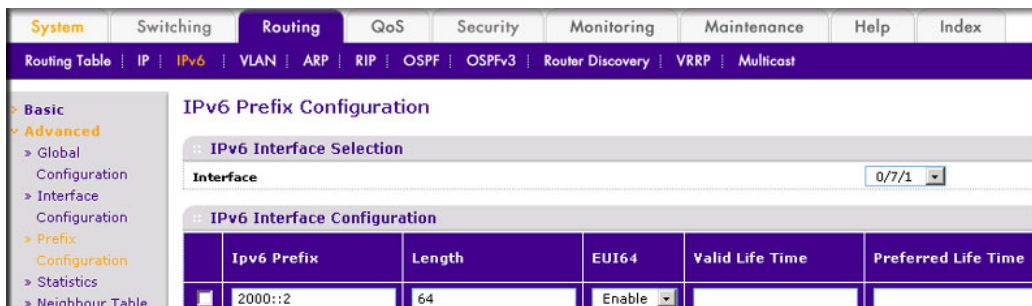 System Switching Routing QoS Security Monitoring Maintenance Help Index
Routing Table | IP | IPv6 | VLAN | ARP | RIP | OSPF | OSPFv3 | Router Discovery | VRRP | Multicast
Basic
Advanced
» Global
Configuration
» Interface
Configuration
» Prefix
Configuration
» Statistics
» Neighbour Table
IPv6 Prefix Configuration
IPv6 Interface Selection
Interface 0/7/1
IPv6 Interface Configuration
Ipv6 Prefix Length EUI64 Valid Life Time Preferred Life Time
2000::2 64 Enable